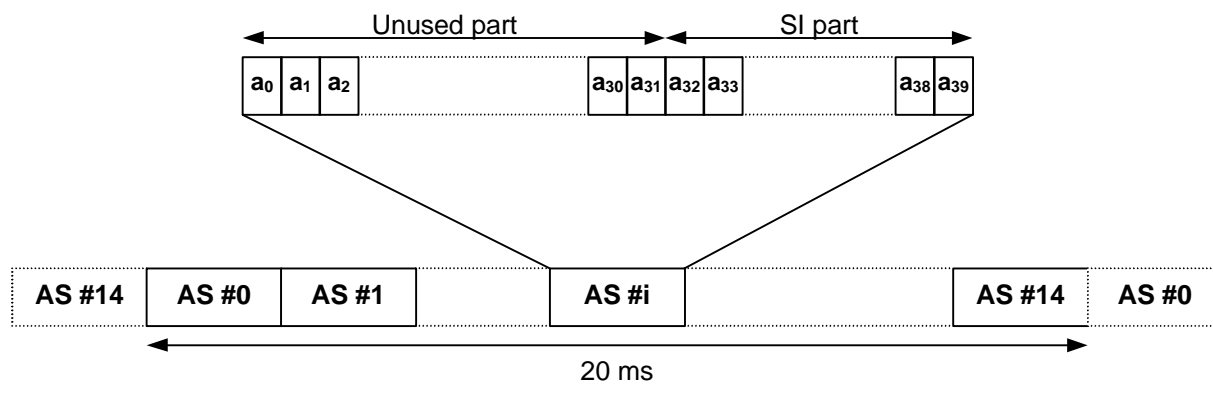 Unused part SI part
a0 a1 a2 a30 a31 a32 a33 a38 a39
AS #14 AS #0 AS #1 AS #i AS #14 AS #0
20 ms